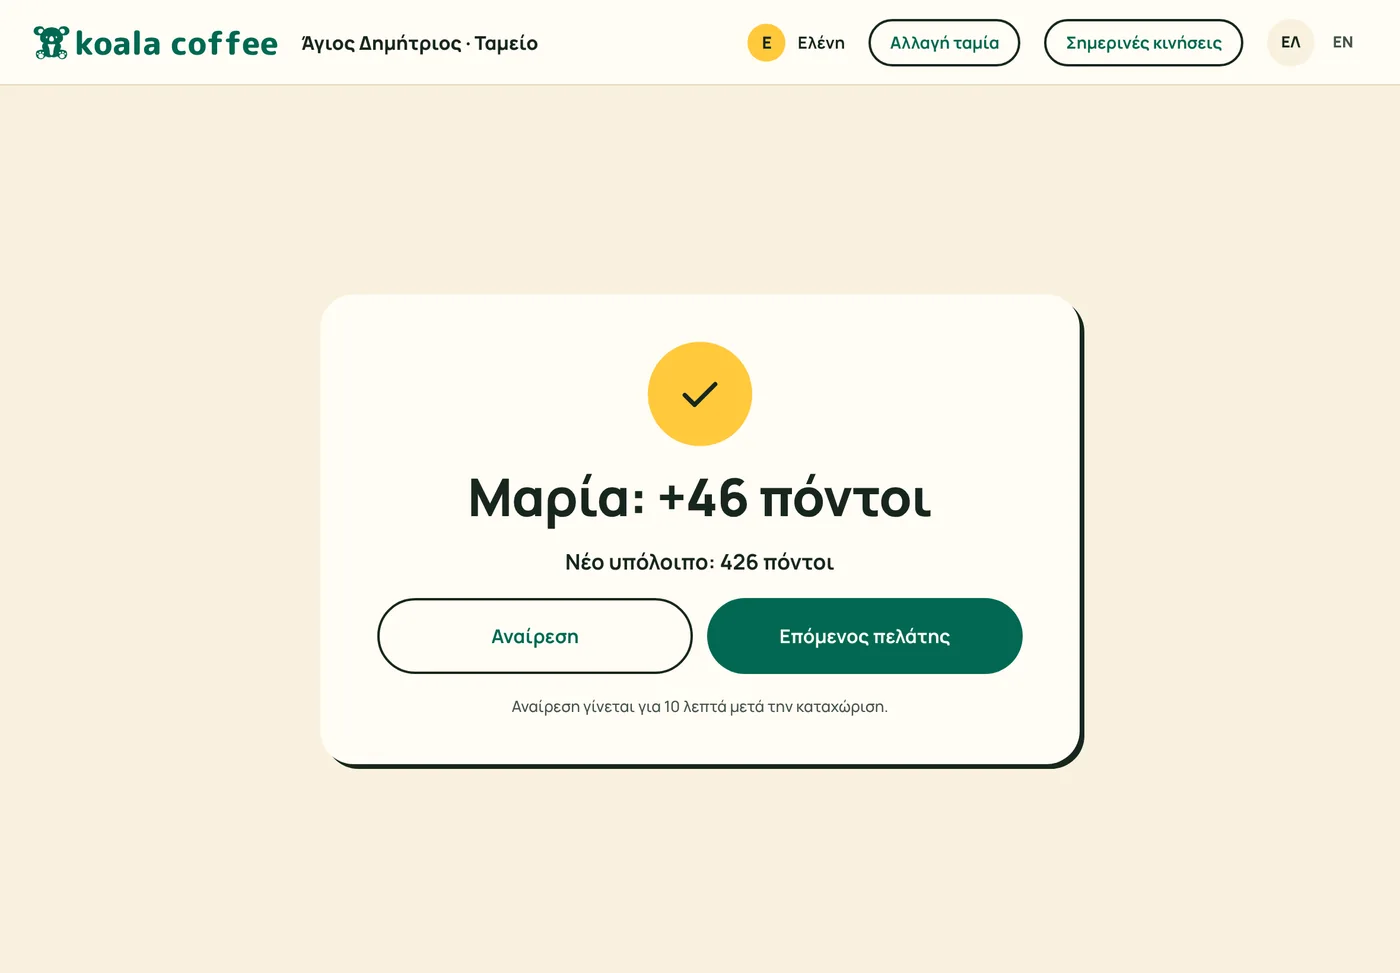 koala coffee
Άγιος Δημήτριος · Ταμείο
Ε
Ελένη
Αλλαγή ταμία
Σημερινές κινήσεις
ΕΛ
EN
Μαρία: +46 πόντοι
Νέο υπόλοιπο: 426 πόντοι
Αναίρεση
Επόμενος πελάτης
Αναίρεση γίνεται για 10 λεπτά μετά την καταχώριση.